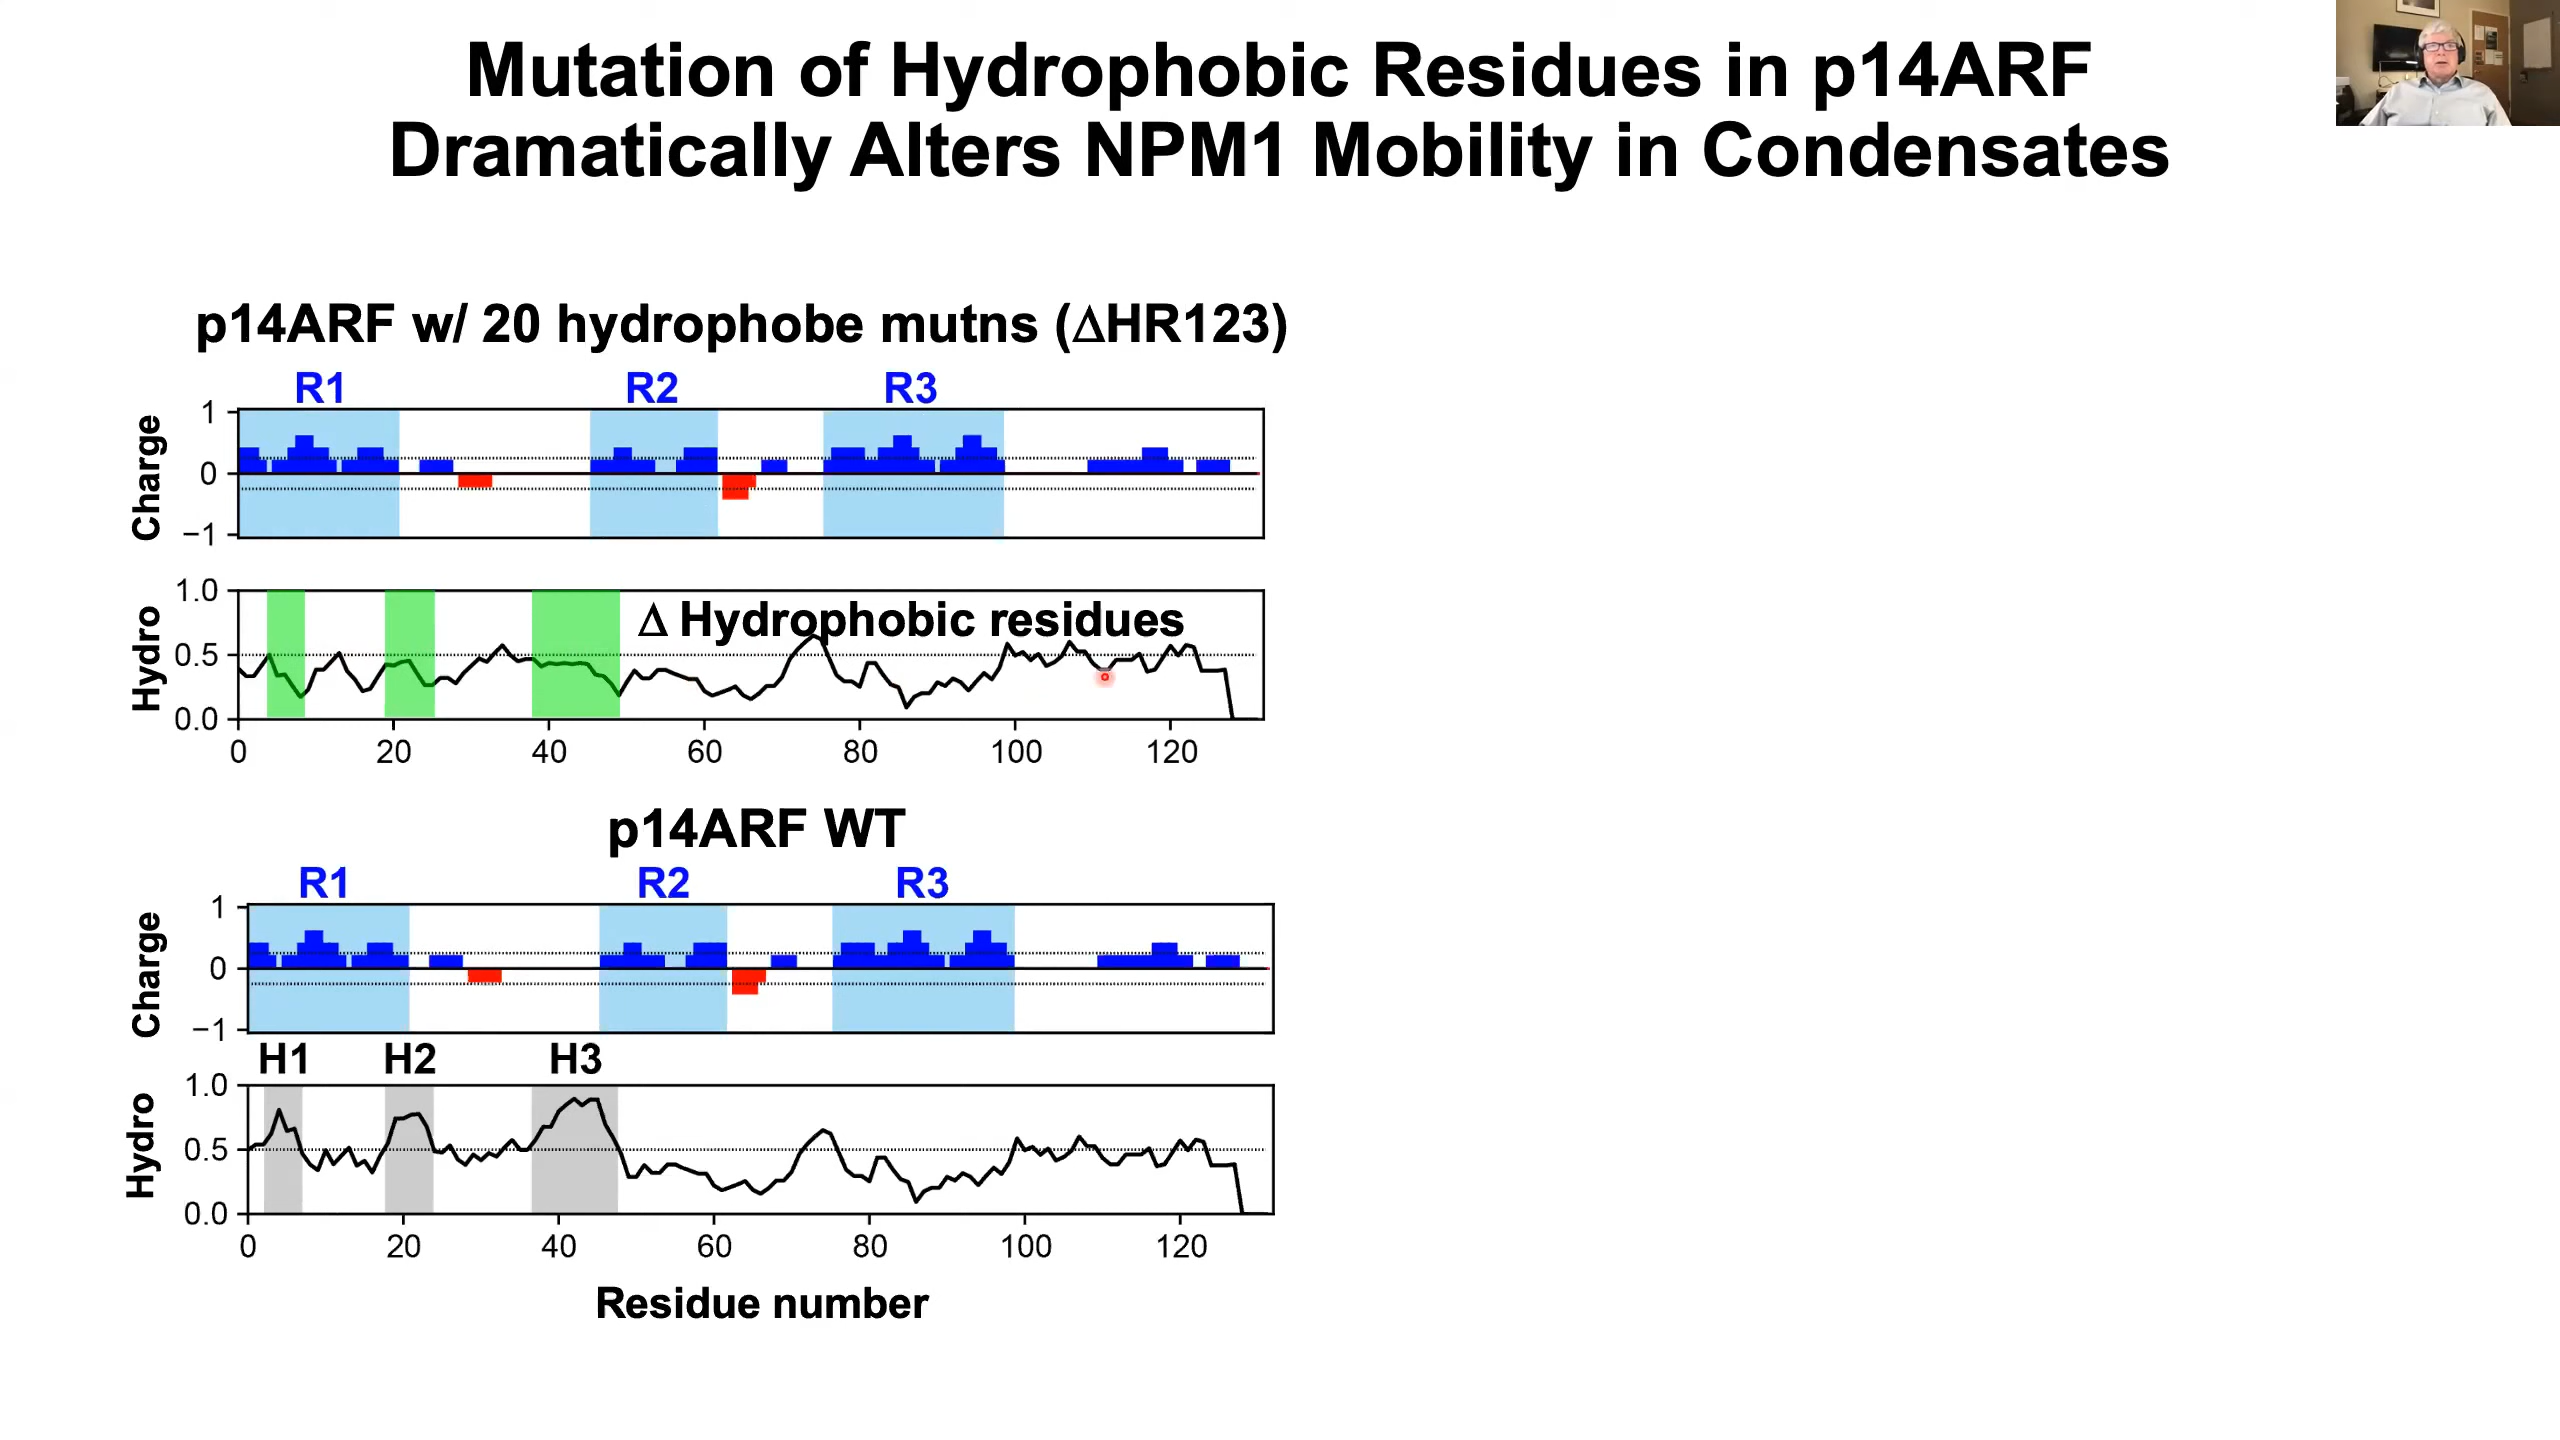 Mutation of Hydrophobic Residues in p14ARF
Dramatically Alters NPM1 Mobility in Condensates
p14ARF w/ 20 hydrophobe mutns (ΔHR123)
R1 R2 R3
Charge
1
0
−1
Hydro
1.0
0.5
0.0
Δ Hydrophobic residues
0 20 40 60 80 100 120
p14ARF WT
R1 R2 R3
Charge
1
0
−1
H1 H2 H3
Hydro
1.0
0.5
0.0
0 20 40 60 80 100 120
Residue number